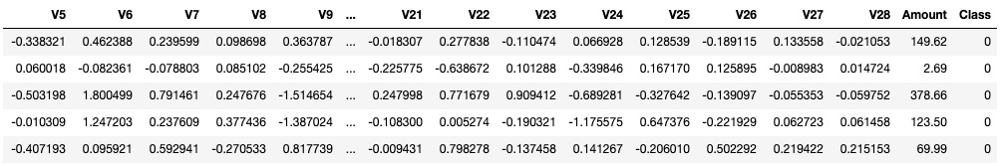 V5 V6 V7 V8 V9 ... V21 V22 V23 V24 V25 V26 V27 V28 Amount Class
-0.338321 0.462388 0.239599 0.098698 0.363787 ... -0.018307 0.277838 -0.110474 0.066928 0.128539 -0.189115 0.133558 -0.021053 149.62 0
0.060018 -0.082361 -0.078803 0.085102 -0.255425 ... -0.225775 -0.638672 0.101288 -0.339846 0.167170 0.125895 -0.008983 0.014724 2.69 0
-0.503198 1.800499 0.791461 0.247676 -1.514654 ... 0.247998 0.771679 0.909412 -0.689281 -0.327642 -0.139097 -0.055353 -0.059752 378.66 0
-0.010309 1.247203 0.237609 0.377436 -1.387024 ... -0.108300 0.005274 -0.190321 -1.175575 0.647376 -0.221929 0.062723 0.061458 123.50 0
-0.407193 0.095921 0.592941 -0.270533 0.817739 ... -0.009431 0.798278 -0.137458 0.141267 -0.206010 0.502292 0.219422 0.215153 69.99 0